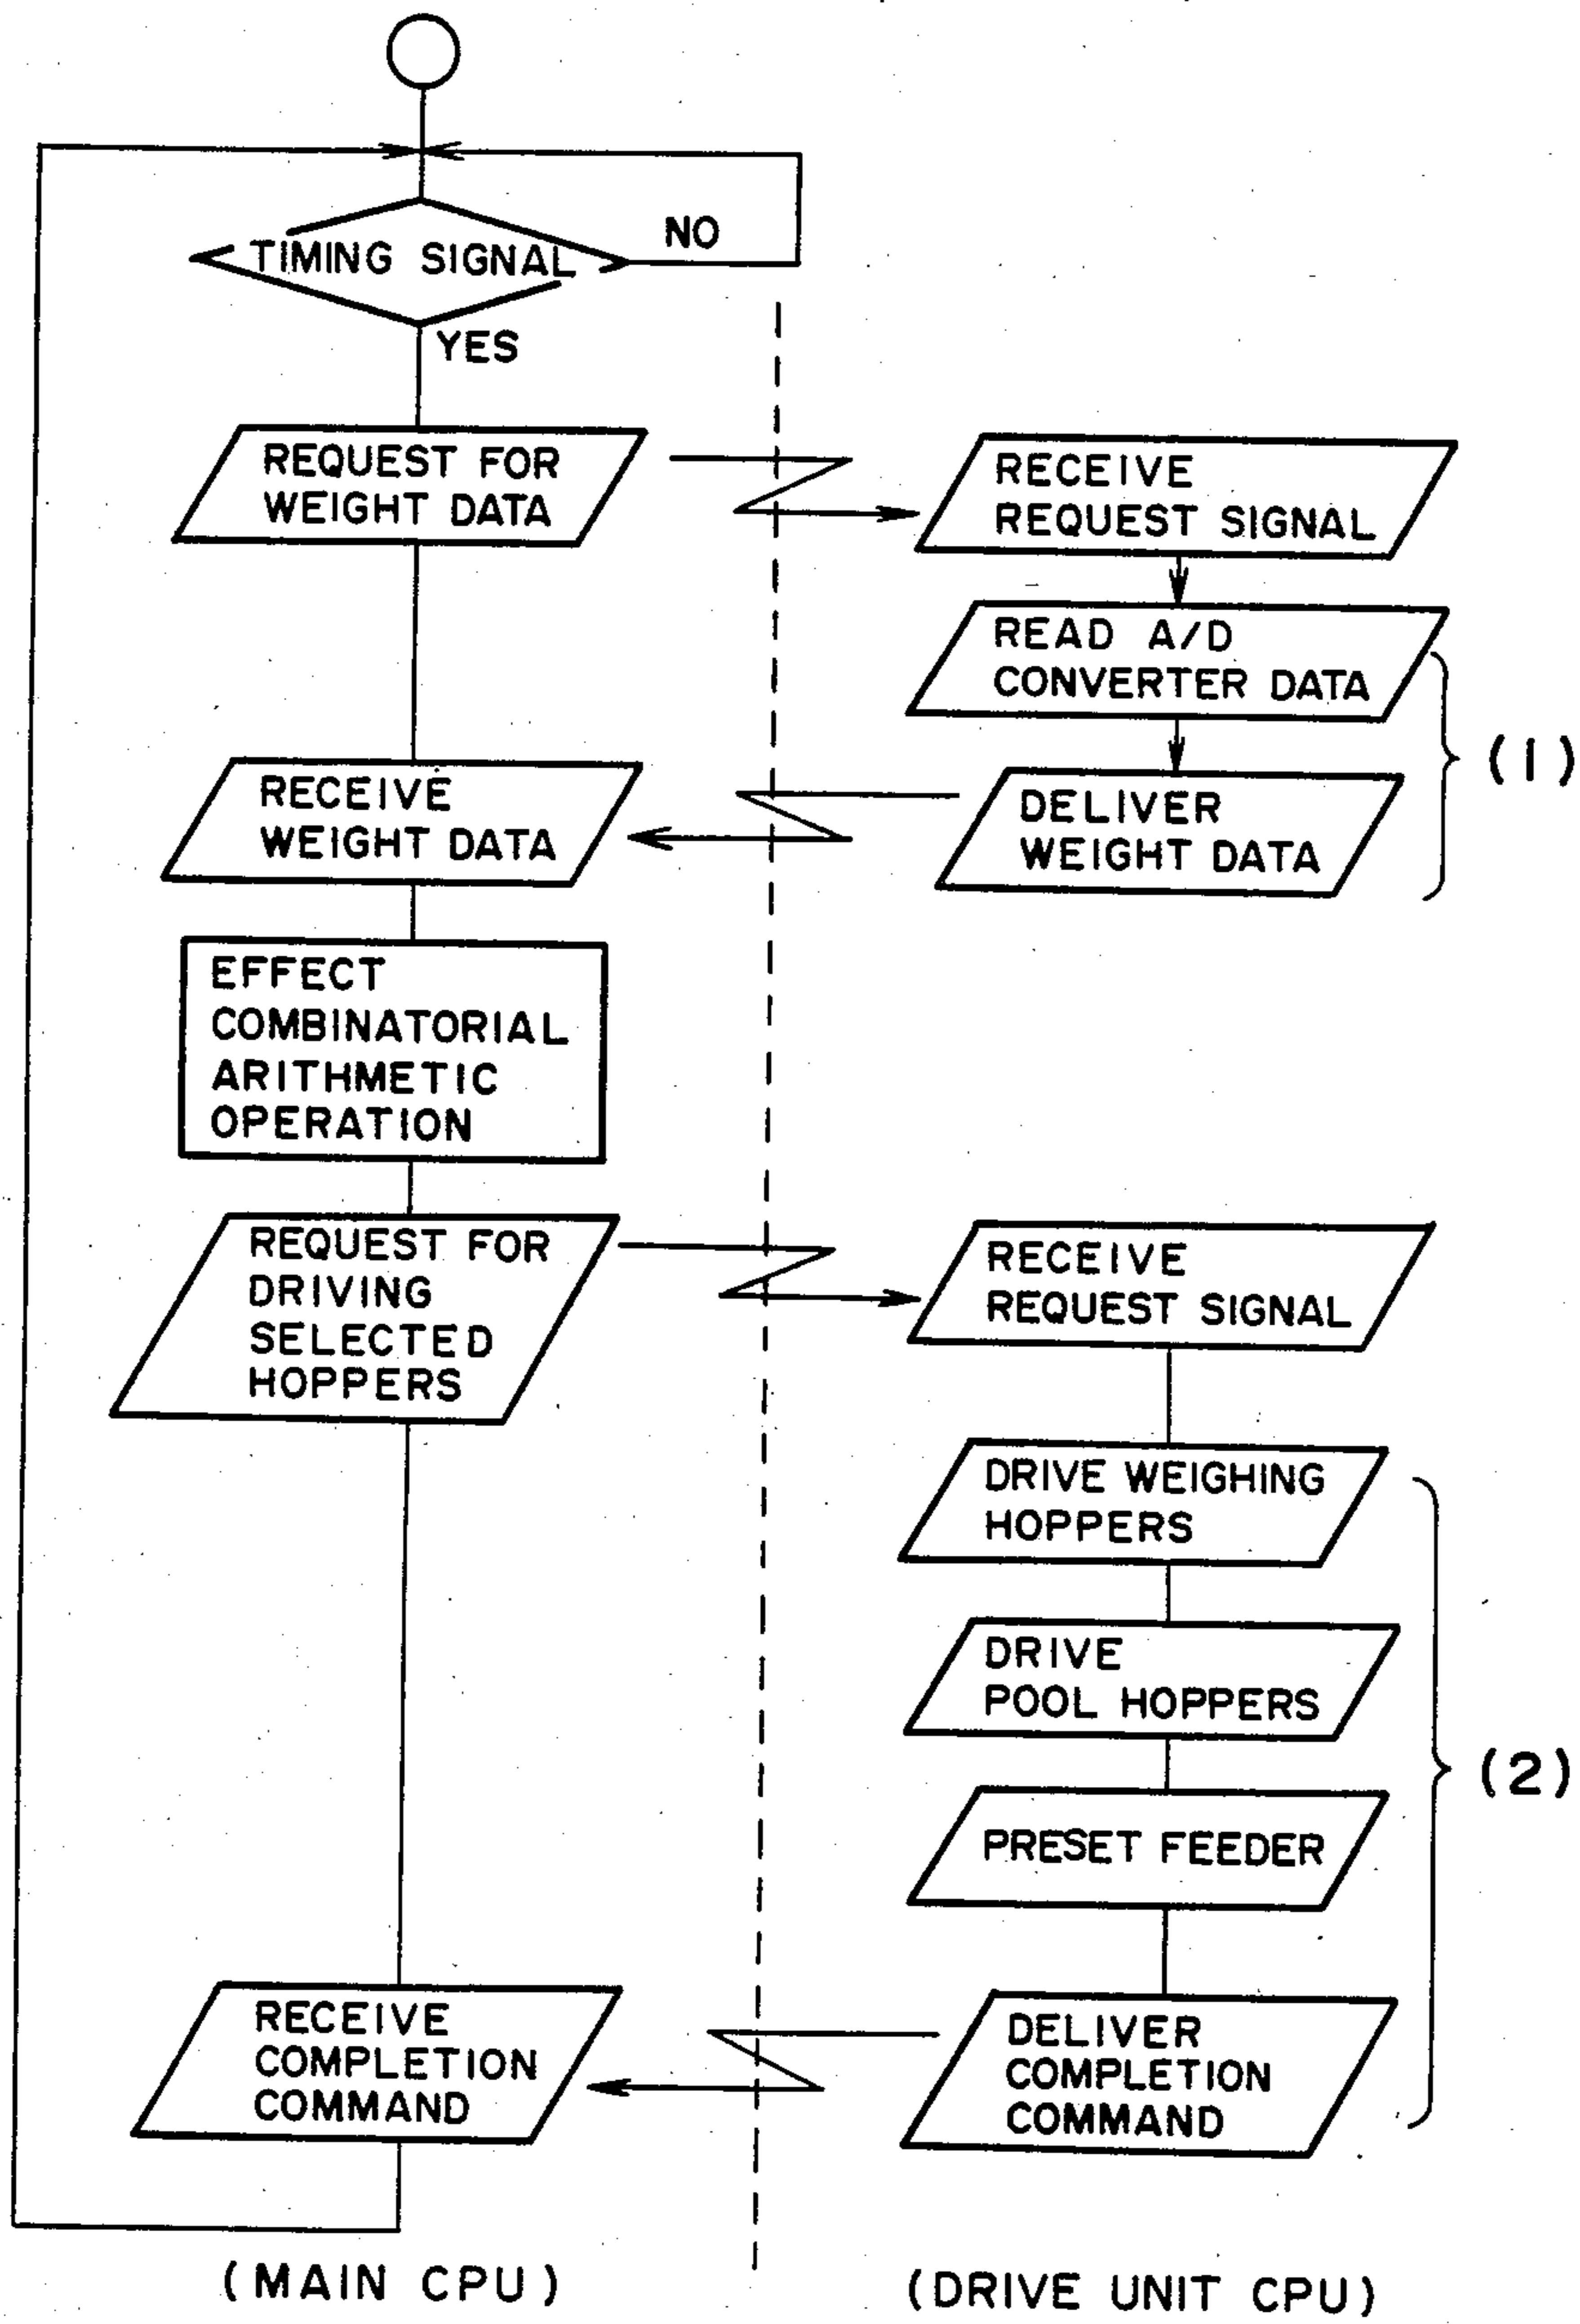 TIMING SIGNAL
NO
YES
REQUEST FOR
WEIGHT DATA
RECEIVE
REQUEST SIGNAL
READ A/D
CONVERTER DATA
(1)
RECEIVE
WEIGHT DATA
DELIVER
WEIGHT DATA
EFFECT
COMBINATORIAL
ARITHMETIC
OPERATION
REQUEST FOR
DRIVING
SELECTED
HOPPERS
RECEIVE
REQUEST SIGNAL
DRIVE WEIGHING
HOPPERS
DRIVE
POOL HOPPERS
(2)
PRESET FEEDER
RECEIVE
COMPLETION
COMMAND
DELIVER
COMPLETION
COMMAND
(MAIN CPU)
(DRIVE UNIT CPU)